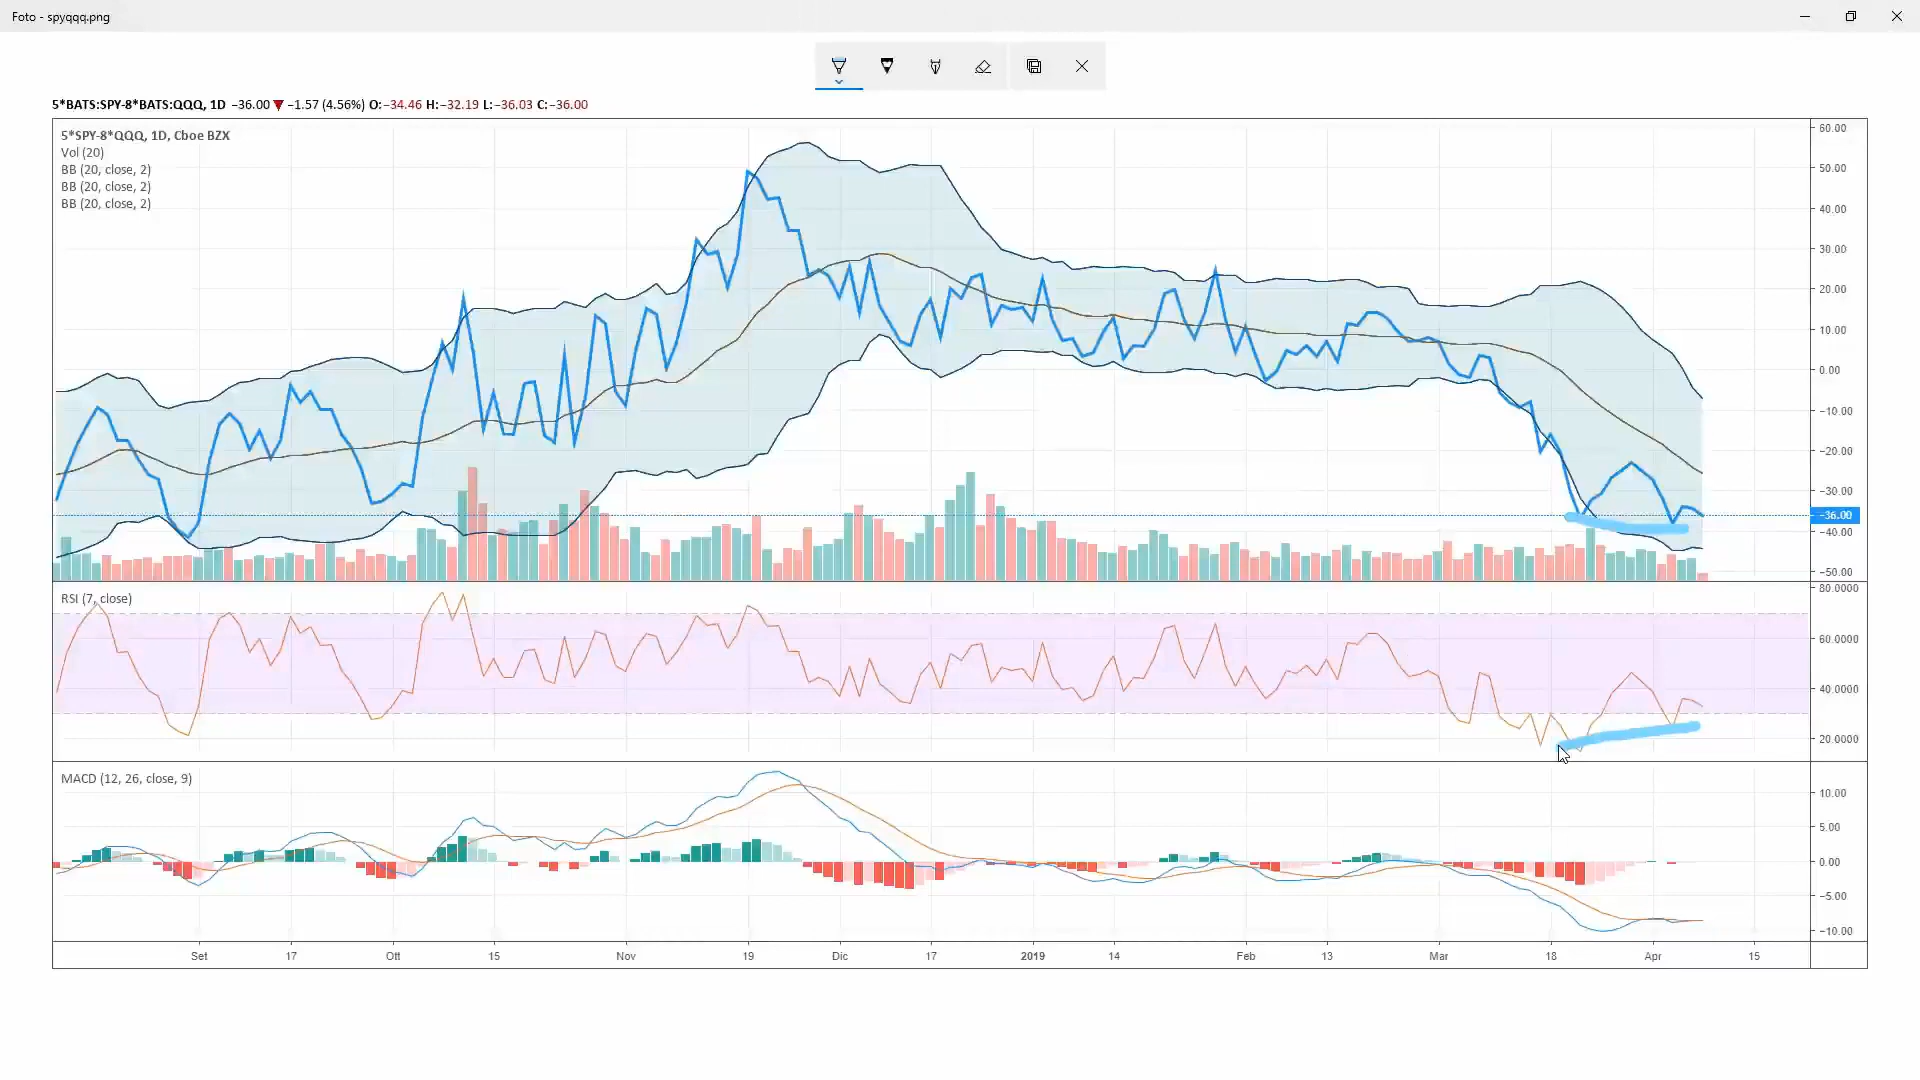 Foto - spyqqq.png
5*BATS:SPY-8*BATS:QQQ, 1D −36.00 ▼ −1.57 (4.56%) O:−34.46 H:−32.19 L:−36.03 C:−36.00
5*SPY-8*QQQ, 1D, Cboe BZX
Vol (20)
BB (20, close, 2)
BB (20, close, 2)
BB (20, close, 2)
60.00
50.00
40.00
30.00
20.00
10.00
0.00
−10.00
−20.00
−30.00
−36.00
−40.00
−50.00
RSI (7, close)
80.0000
60.0000
40.0000
20.0000
MACD (12, 26, close, 9)
10.00
5.00
0.00
−5.00
−10.00
Set 17 Ott 15 Nov 19 Dic 17 2019 14 Feb 13 Mar 18 Apr 15